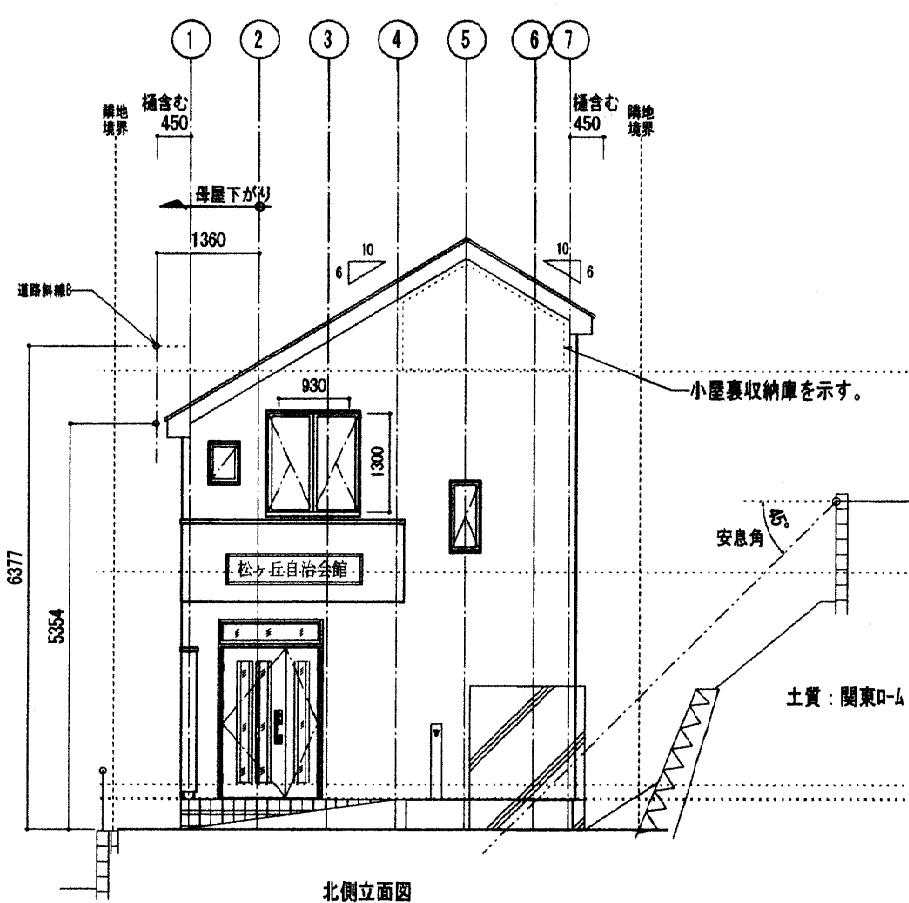 1 2 3 4 5 6 7
隣地
境界
樋含む
450
樋含む
450
隣地
境界
母屋下がり
1360
10
6
10
6
道路斜線B
930
小屋裏収納庫を示す。
1300
安息角
45°
6377
5354
松ヶ丘自治会館
土質：関東ローム
北側立面図